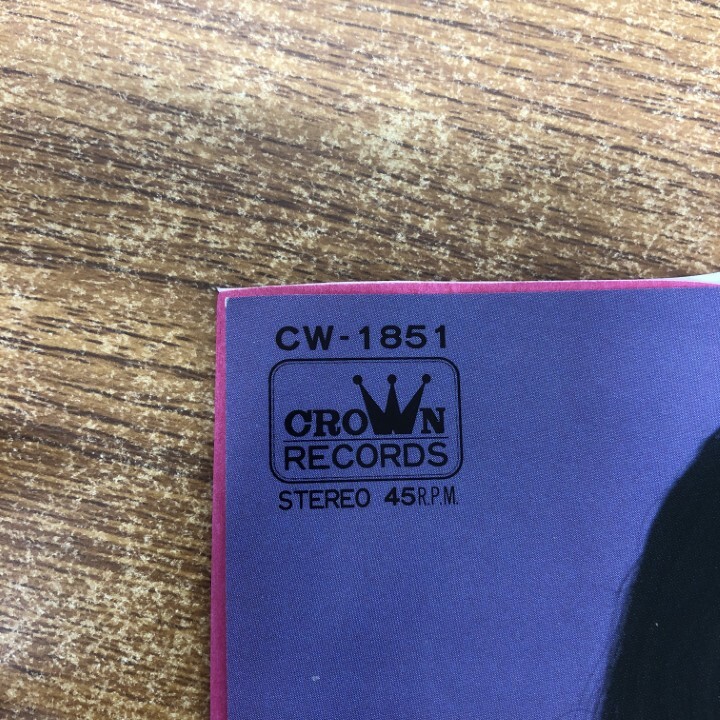 CW-1851
CROWN
RECORDS
STEREO 45R.P.M.